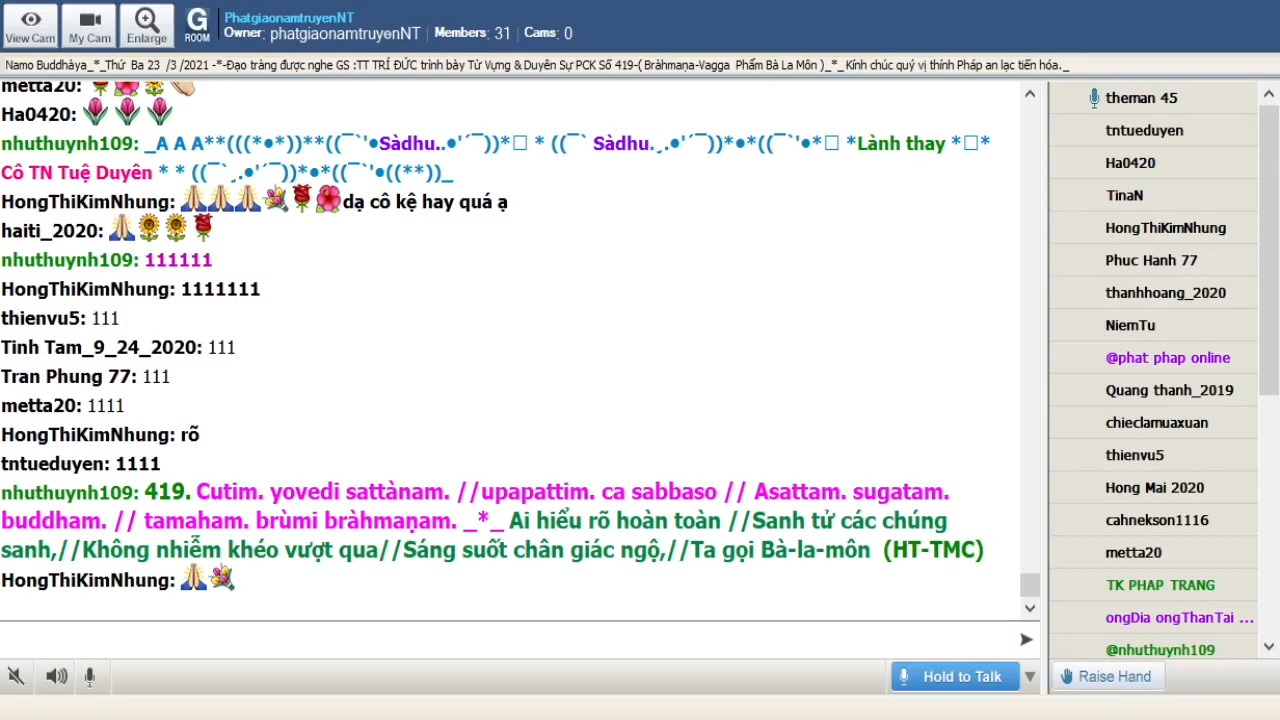 View Cam
My Cam
Enlarge
G
ROOM
PhatgiaonamtruyenNT
Owner: phatgiaonamtruyenNT | Members: 31 | Cams: 0
Namo Buddhàya_*_Thứ Ba 23 /3 /2021 -*-Đạo tràng được nghe GS :TT TRÍ ĐỨC trình bày Từ Vựng & Duyên Sự PCK Số 419-( Bràhmaṇa-Vagga Phẩm Bà La Môn )_*_Kính chúc quý vị thính Pháp an lạc tiến hóa._
metta20:
Ha0420:
nhuthuynh109: _A A A**(((*●*))**((¯`'●Sàdhu..●'´¯))*□ * ((¯` Sàdhu.¸.●'´¯))*●*((¯`'●*□ *Lành thay *□*
Cô TN Tuệ Duyên * * ((¯`¸.●'´¯))*●*((¯`'●((**))_
HongThiKimNhung: dạ cô kệ hay quá ạ
haiti_2020:
nhuthuynh109: 111111
HongThiKimNhung: 1111111
thienvu5: 111
Tinh Tam_9_24_2020: 111
Tran Phung 77: 111
metta20: 1111
HongThiKimNhung: rõ
tntueduyen: 1111
nhuthuynh109: 419. Cutim. yovedi sattànam. //upapattim. ca sabbaso // Asattam. sugatam.
buddham. // tamaham. brùmi bràhmaṇam. _*_ Ai hiểu rõ hoàn toàn //Sanh tử các chúng
sanh,//Không nhiễm khéo vượt qua//Sáng suốt chân giác ngộ,//Ta gọi Bà-la-môn (HT-TMC)
HongThiKimNhung:
Hold to Talk
theman 45
tntueduyen
Ha0420
TinaN
HongThiKimNhung
Phuc Hanh 77
thanhhoang_2020
NiemTu
@phat phap online
Quang thanh_2019
chieclamuaxuan
thienvu5
Hong Mai 2020
cahnekson1116
metta20
TK PHAP TRANG
ongDia ongThanTai ...
@nhuthuynh109
Raise Hand